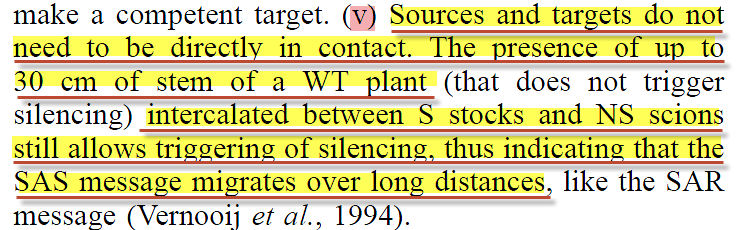 make a competent target. (v) Sources and targets do not
need to be directly in contact. The presence of up to
30 cm of stem of a WT plant (that does not trigger
silencing) intercalated between S stocks and NS scions
still allows triggering of silencing, thus indicating that the
SAS message migrates over long distances, like the SAR
message (Vernooij et al., 1994).